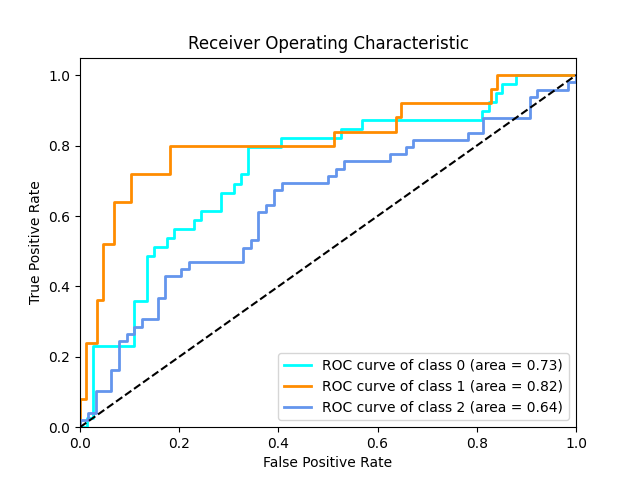 Receiver Operating Characteristic
True Positive Rate
1.0
0.8
0.6
0.4
0.2
0.0
ROC curve of class 0 (area = 0.73)
ROC curve of class 1 (area = 0.82)
ROC curve of class 2 (area = 0.64)
0.0 0.2 0.4 0.6 0.8 1.0
False Positive Rate